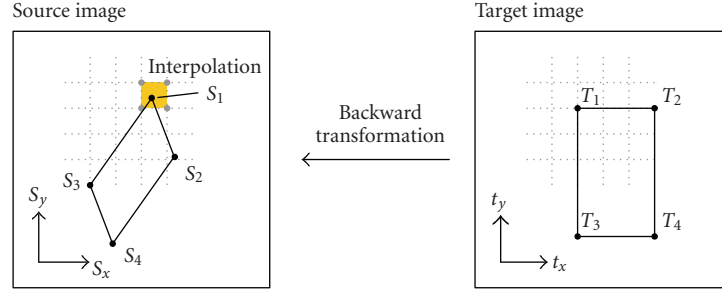 Source image
Target image
Interpolation
S1
S2
S3
S4
Sy
Sx
Backward
transformation
T1
T2
T3
T4
ty
tx